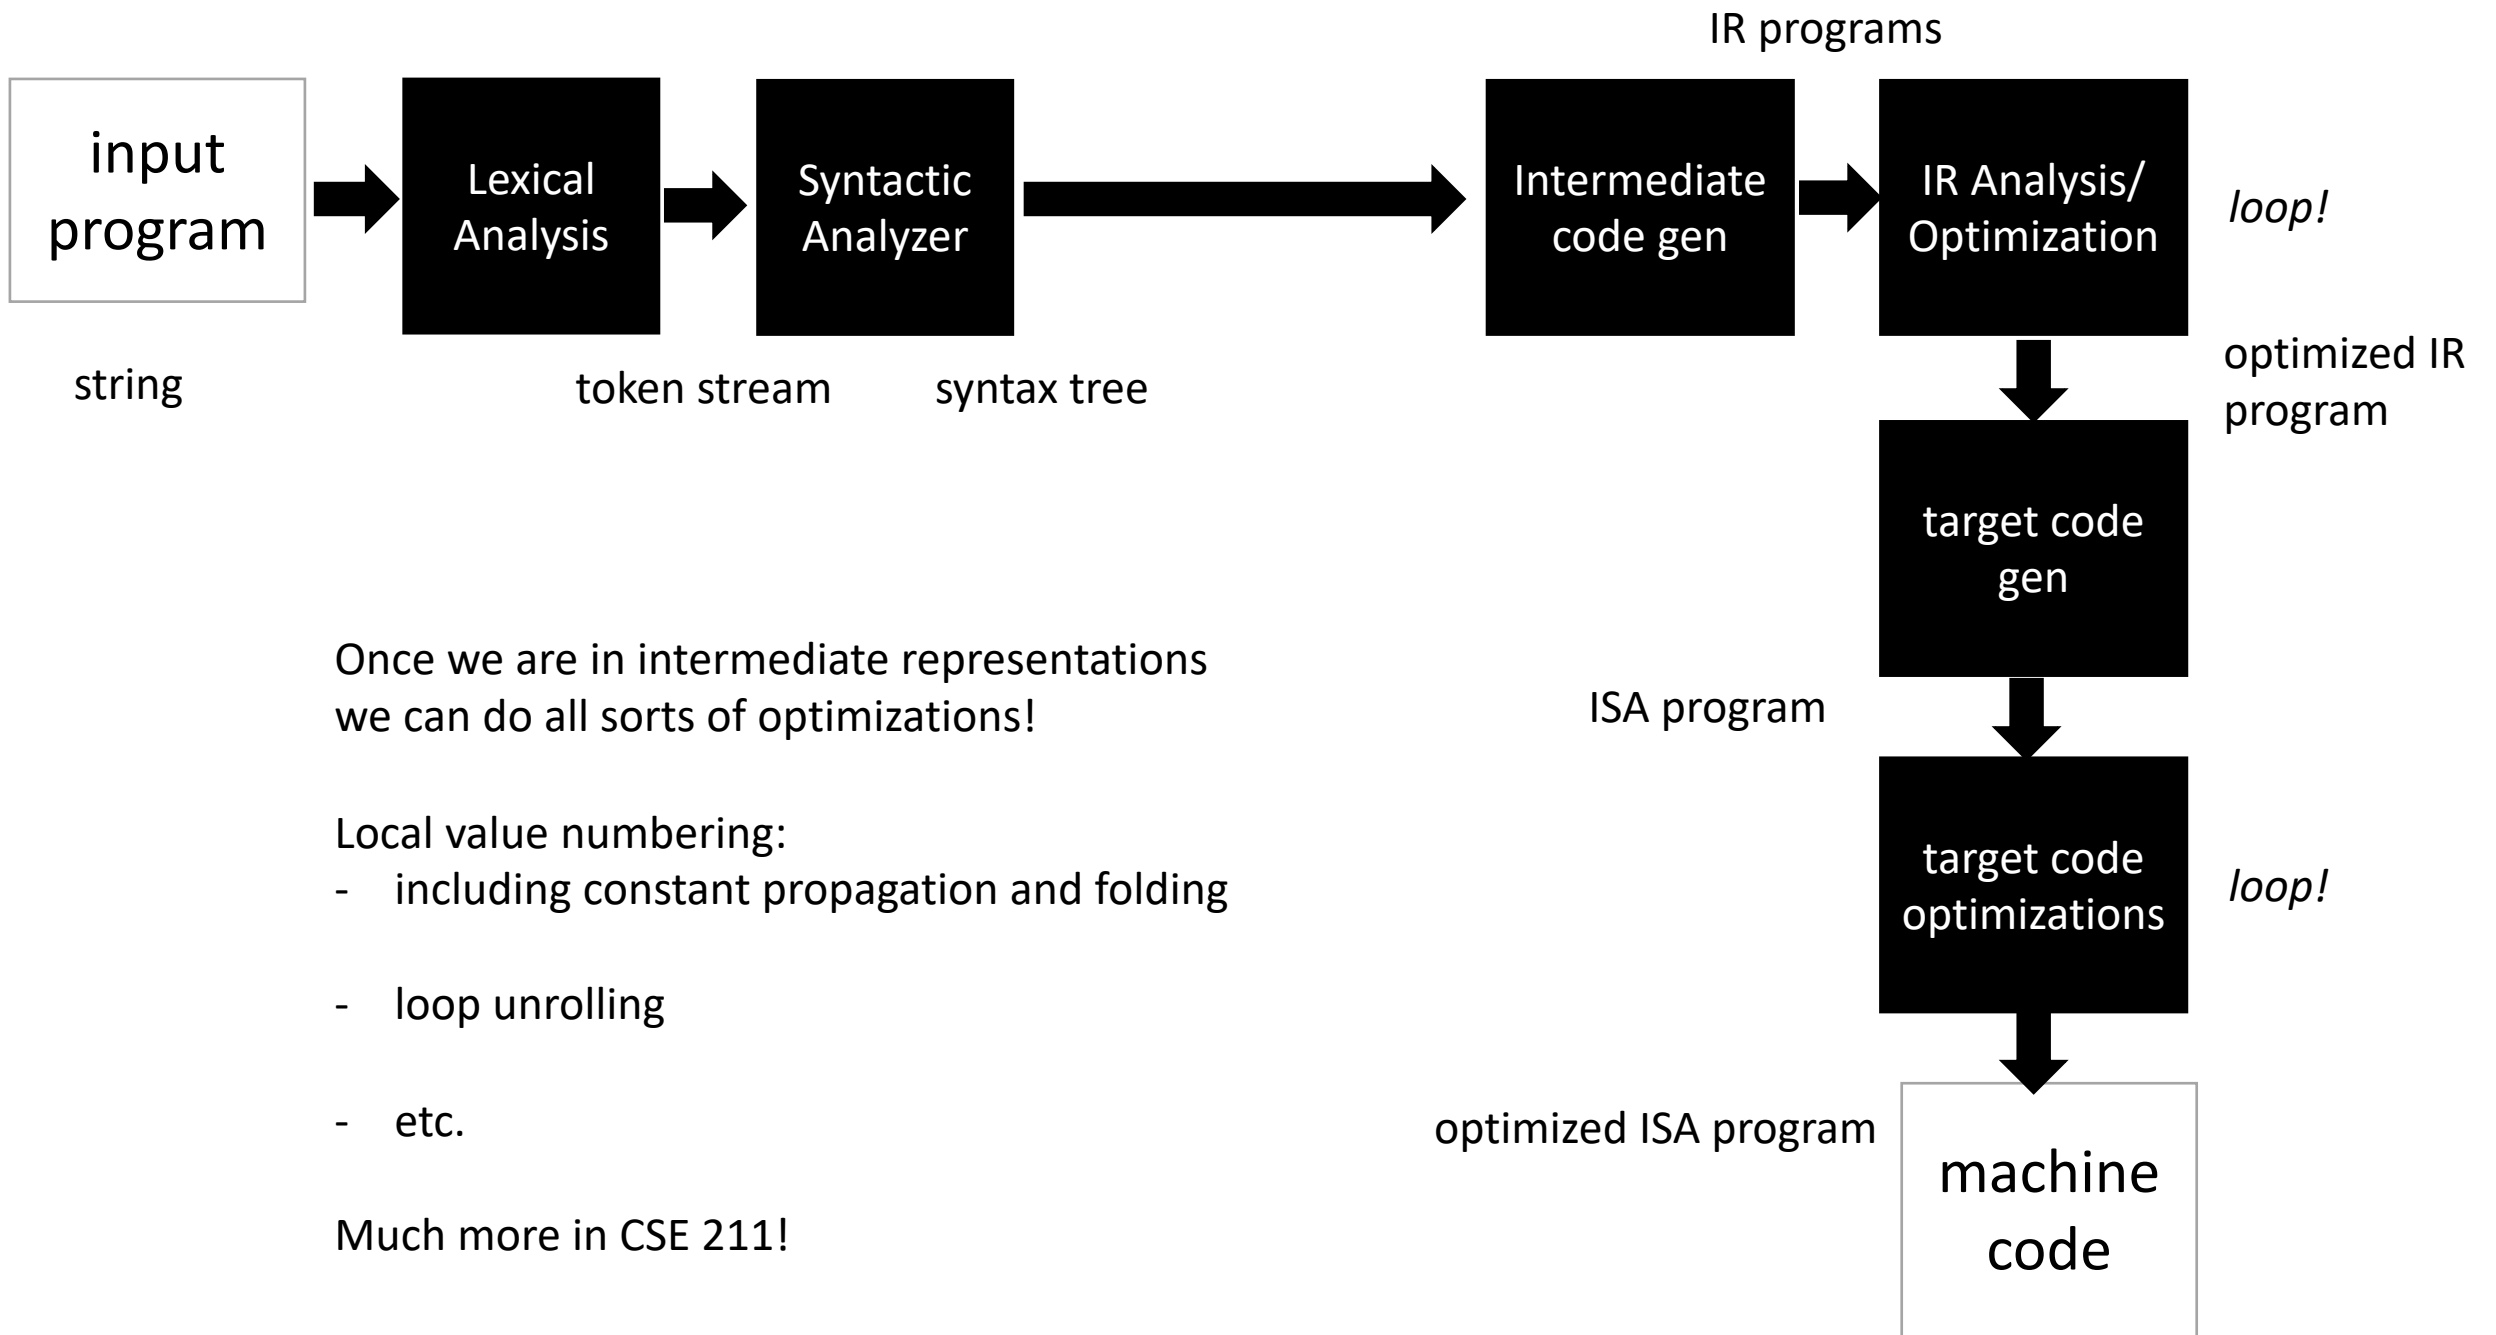 IR programs
input
program
Lexical
Analysis
Syntactic
Analyzer
Intermediate
code gen
IR Analysis/
Optimization
loop!
string
token stream
syntax tree
optimized IR
program
target code
gen
Once we are in intermediate representations
we can do all sorts of optimizations!
ISA program
Local value numbering:
- including constant propagation and folding
- loop unrolling
- etc.
Much more in CSE 211!
target code
optimizations
loop!
optimized ISA program
machine
code